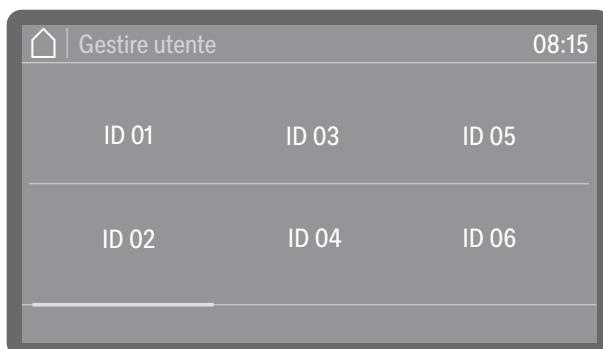 Gestire utente 08:15
ID 01 ID 03 ID 05
ID 02 ID 04 ID 06